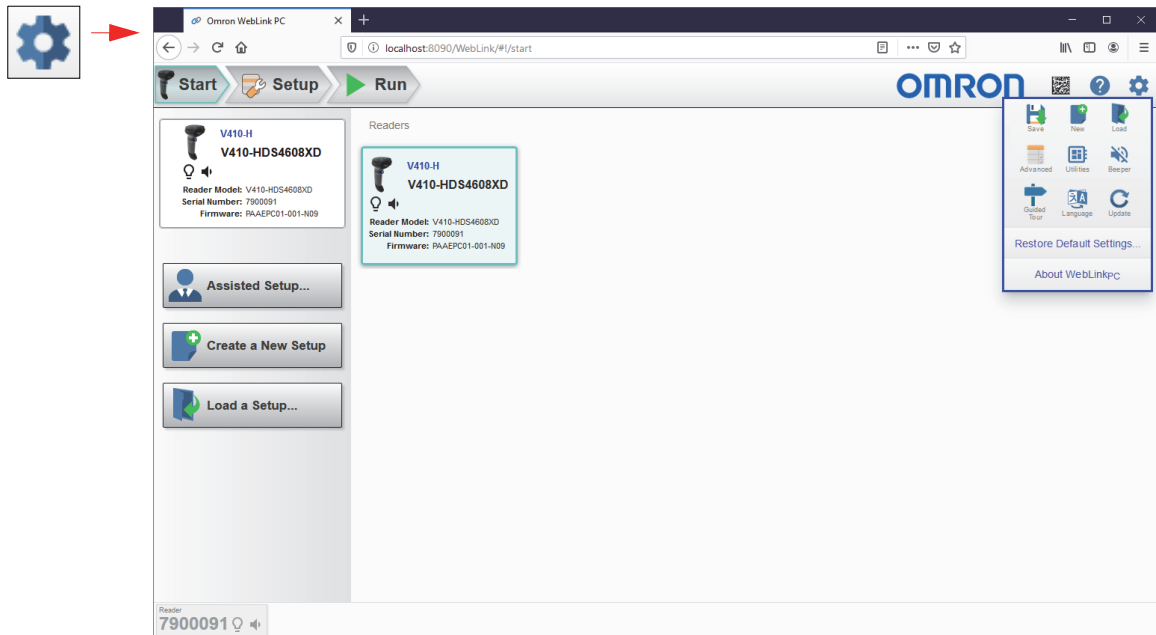 Omron WebLink PC
localhost:8090/WebLink/#!/start
Start
Setup
Run
OMRON
V410-H
V410-HDS4608XD
Reader Model: V410-HDS4608XD
Serial Number: 7900091
Firmware: PAAEPC01-001-N09
Assisted Setup...
Create a New Setup
Load a Setup...
Readers
V410-H
V410-HDS4608XD
Reader Model: V410-HDS4608XD
Serial Number: 7900091
Firmware: PAAEPC01-001-N09
Save
New
Load
Advanced
Utilities
Beeper
Guided
Tour
Language
Update
Restore Default Settings...
About WebLinkPC
Reader
7900091